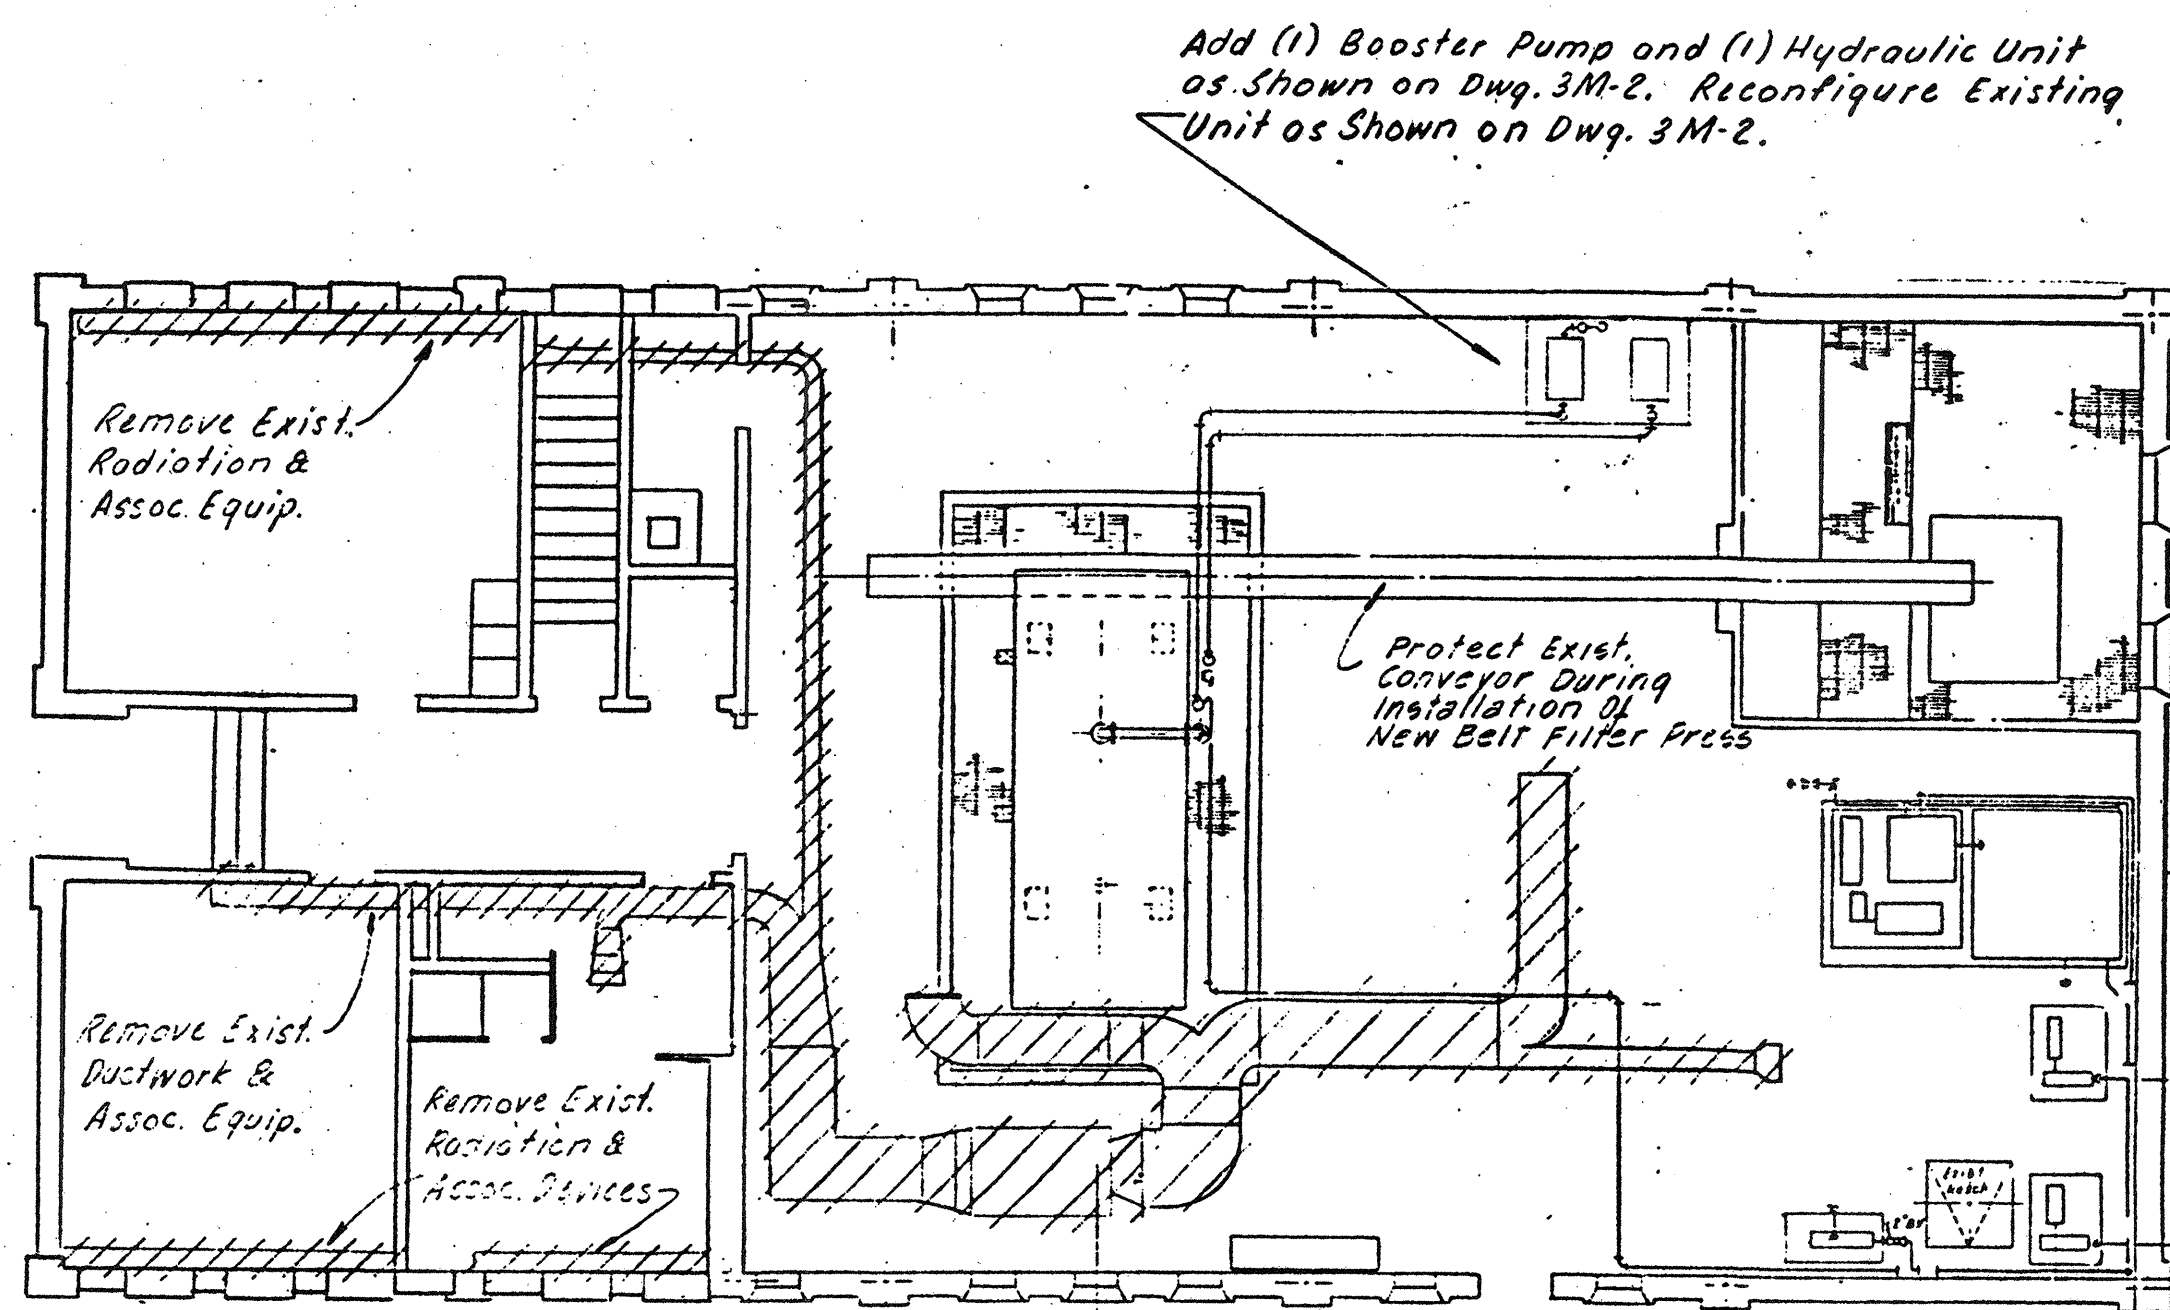 Add (1) Booster Pump and (1) Hydraulic Unit
as Shown on Dwg. 3M-2. Reconfigure Existing
Unit as Shown on Dwg. 3M-2.
Remove Exist.
Radiation &
Assoc. Equip.
Protect Exist.
Conveyor During
Installation Of
New Belt Filter Press
Remove Exist.
Ductwork &
Assoc. Equip.
Remove Exist.
Radiation &
Assoc. Devices
Exist
Hatch